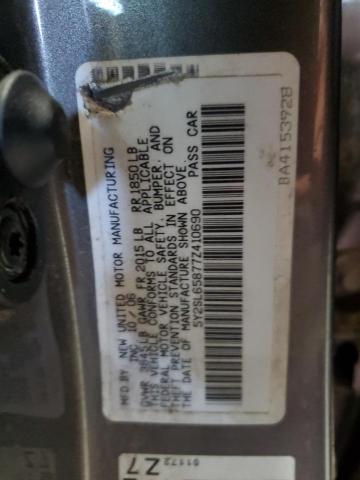 MFD. BY: NEW UNITED MOTOR MANUFACTURING
INC 10/06
GVWR 3845LB GAWR FR 2015LB RR 1850LB
THIS VEHICLE CONFORMS TO ALL APPLICABLE
FEDERAL MOTOR VEHICLE SAFETY, BUMPER, AND
THEFT PREVENTION STANDARDS IN EFFECT ON
THE DATE OF MANUFACTURE SHOWN ABOVE.
5Y2SL65877Z410690 PASS CAR
BA4153928
01172
Z7